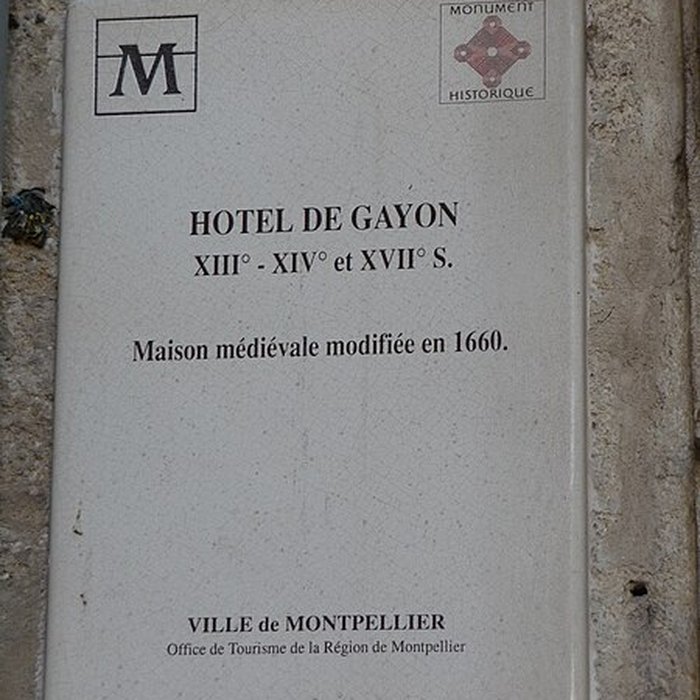 M
MONUMENT
HISTORIQUE
HOTEL DE GAYON
XIII° - XIV° et XVII° S.
Maison médiévale modifiée en 1660.
VILLE de MONTPELLIER
Office de Tourisme de la Région de Montpellier